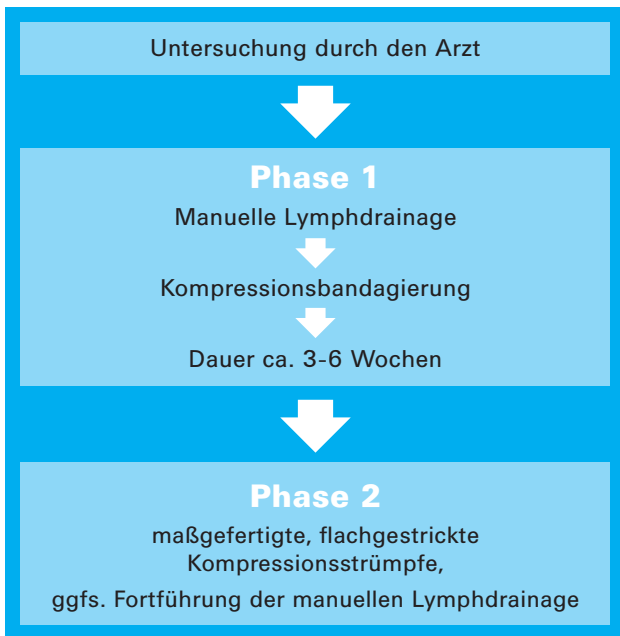 Untersuchung durch den Arzt
Phase 1
Manuelle Lymphdrainage
Kompressionsbandagierung
Dauer ca. 3-6 Wochen
Phase 2
maßgefertigte, flachgestrickte
Kompressionsstrümpfe,
ggfs. Fortführung der manuellen Lymphdrainage